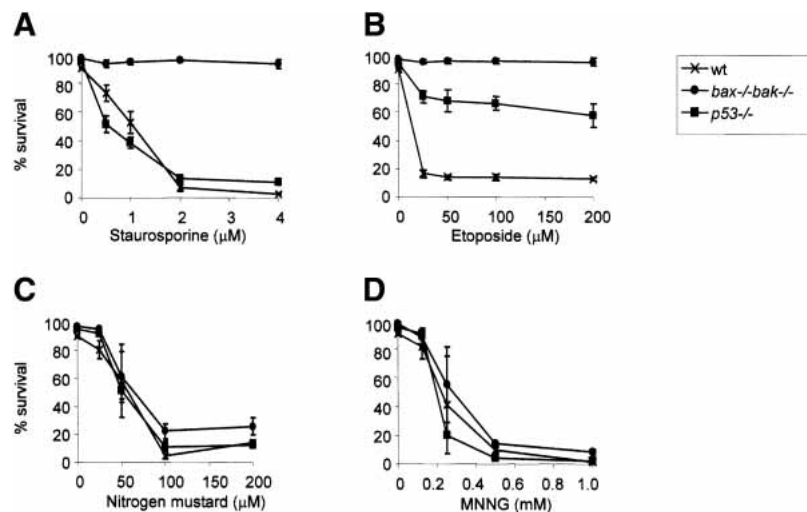 A
100
80
60
40
20
0
% survival
0 1 2 3 4
Staurosporine (μM)
B
100
80
60
40
20
0
0 50 100 150 200
Etoposide (μM)
wt
bax-/-bak-/-
p53-/-
C
100
80
60
40
20
0
% survival
0 50 100 150 200
Nitrogen mustard (μM)
D
100
80
60
40
20
0
0 0.2 0.4 0.6 0.8 1.0
MNNG (mM)